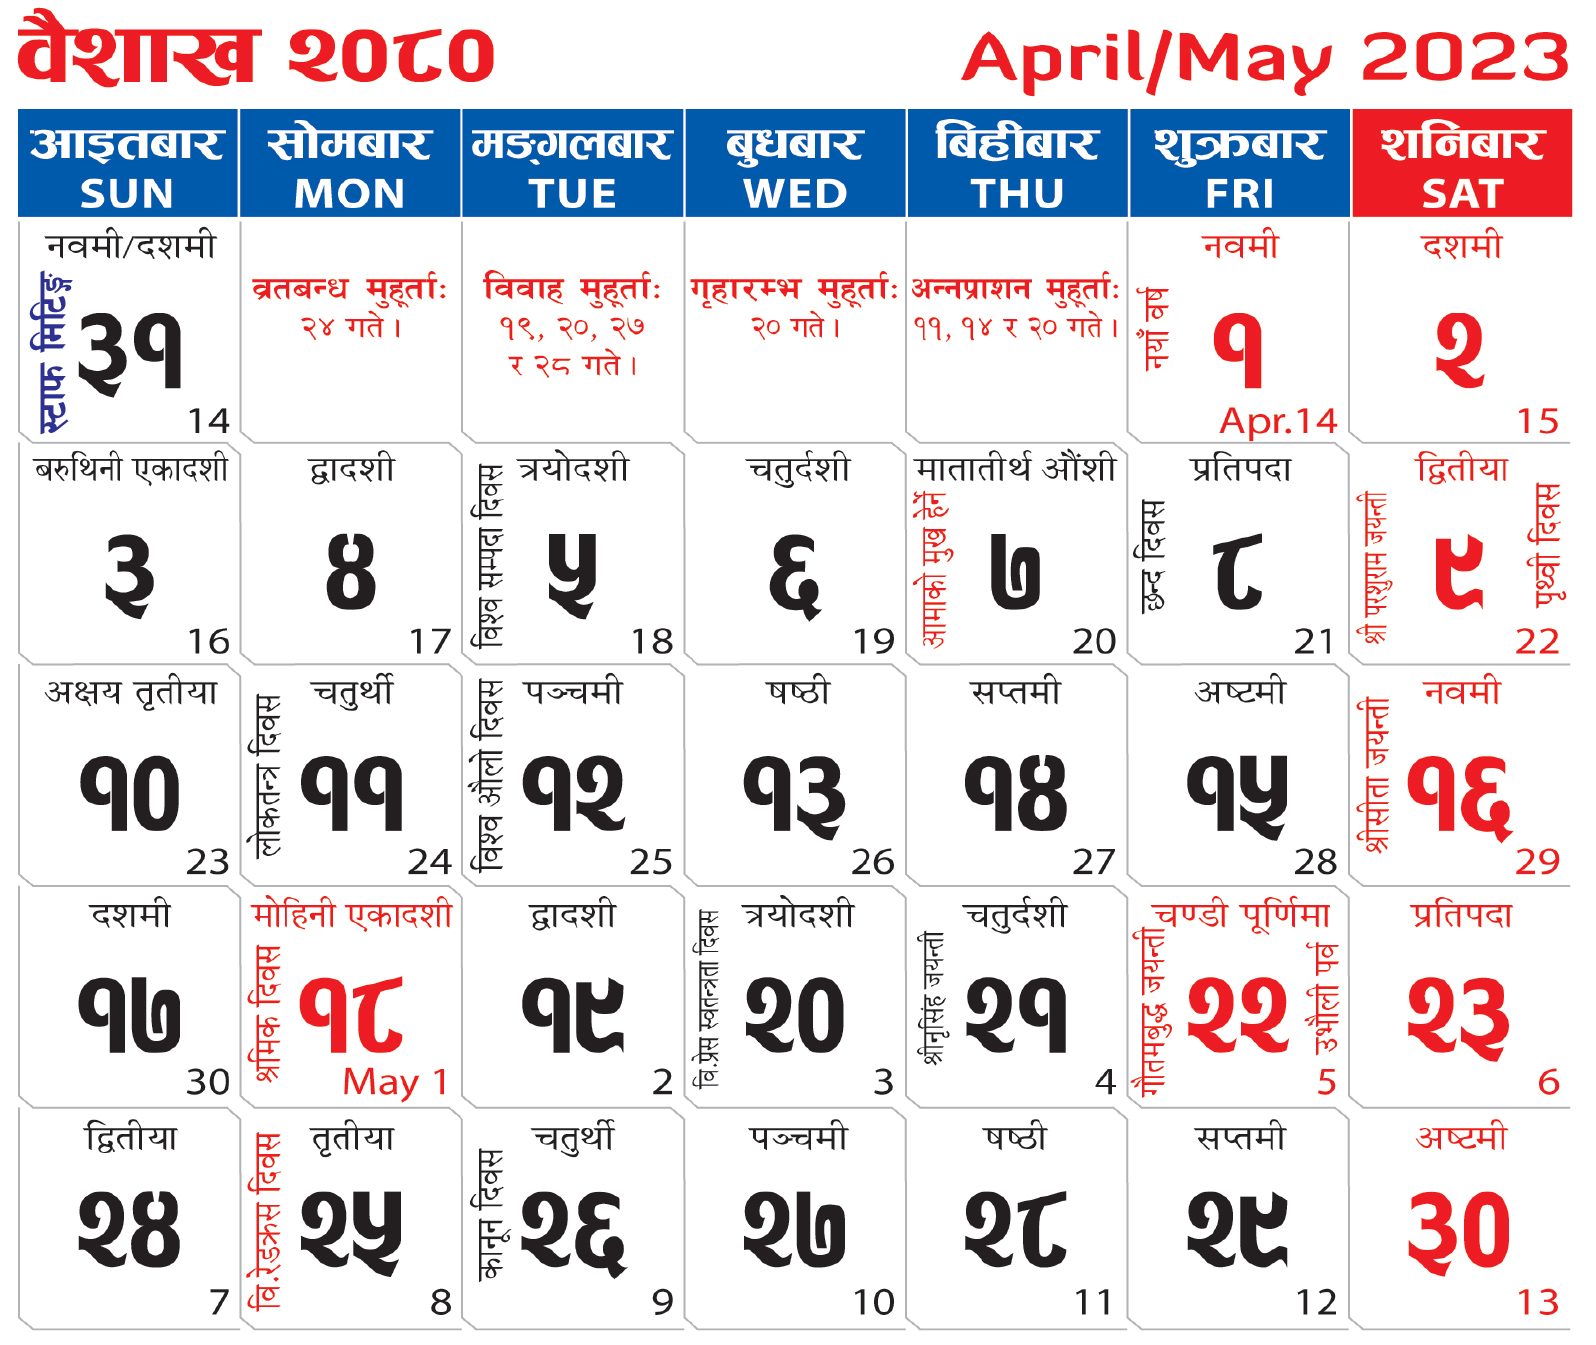 वैशाख २०८० April/May 2023
आइतबार सोमबार मङ्गलबार बुधबार बिहीबार शुक्रबार शनिबार
SUN MON TUE WED THU FRI SAT
नवमी/दशमी
स्टाफ मिटिङ्ग
३१
14
व्रतबन्ध मुहूर्ताः
२४ गते ।
विवाह मुहूर्ताः
१९, २०, २७
र २८ गते ।
गृहारम्भ मुहूर्ताः
२० गते ।
अन्नप्राशन मुहूर्ताः
११, १४ र २० गते ।
नवमी
नयाँ वर्ष
१
Apr.14
दशमी
२
15
बरुथिनी एकादशी
३
16
द्वादशी
४
17
त्रयोदशी
विश्व सम्पदा दिवस
५
18
चतुर्दशी
६
19
मातातीर्थ औंशी
आमाको मुख हेर्ने
७
20
प्रतिपदा
छन्द दिवस
८
21
द्वितीया
श्री परशुराम जयन्ती
९
पृथ्वी दिवस
22
अक्षय तृतीया
१०
23
चतुर्थी
लोकतन्त्र दिवस
११
24
पञ्चमी
विश्व औलो दिवस
१२
25
षष्ठी
१३
26
सप्तमी
१४
27
अष्टमी
१५
28
नवमी
श्रीसीता जयन्ती
१६
29
दशमी
१७
30
मोहिनी एकादशी
श्रमिक दिवस
१८
May 1
द्वादशी
१९
2
त्रयोदशी
वि.प्रेस स्वतन्त्रता दिवस
२०
3
चतुर्दशी
श्रीनृसिंह जयन्ती
२१
4
चण्डी पूर्णिमा
गौतमबुद्ध जयन्ती
२२
उभौली पर्व
5
प्रतिपदा
२३
6
द्वितीया
२४
7
तृतीया
वि.रेडक्रस दिवस
२५
8
चतुर्थी
कानून दिवस
२६
9
पञ्चमी
२७
10
षष्ठी
२८
11
सप्तमी
२९
12
अष्टमी
३०
13